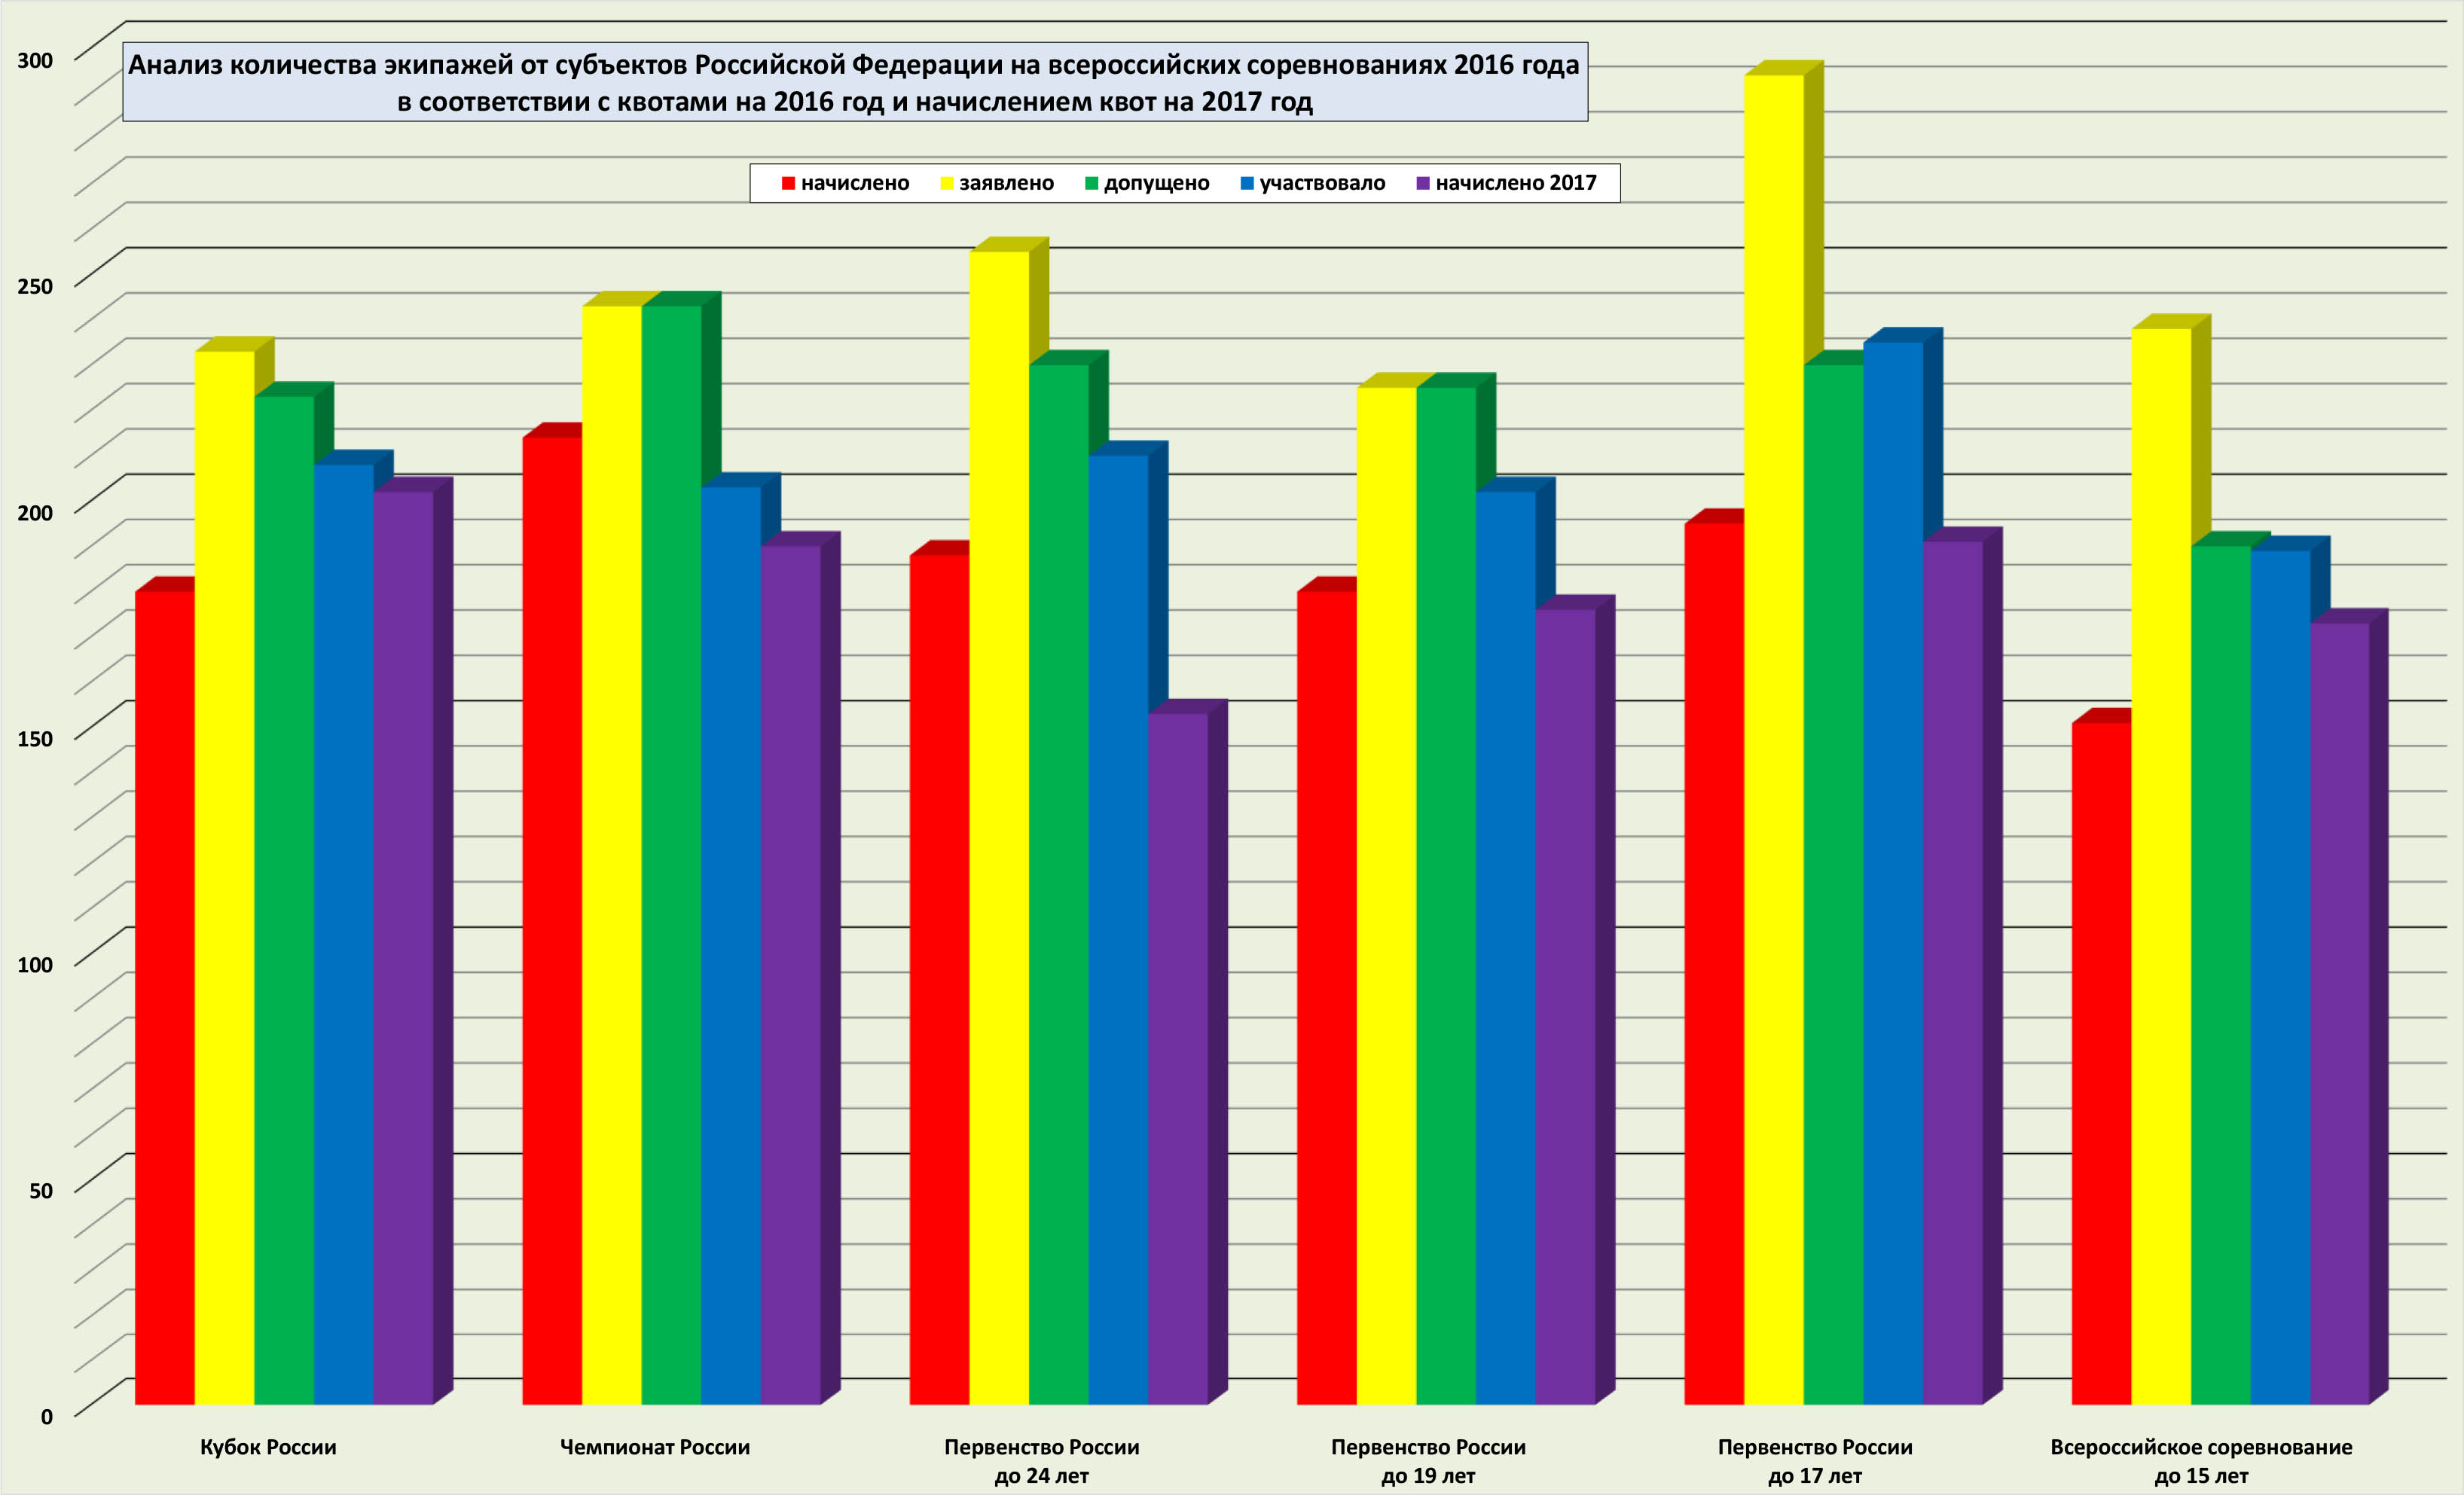 Анализ количества экипажей от субъектов Российской Федерации на всероссийских соревнованиях 2016 года
в соответствии с квотами на 2016 год и начислением квот на 2017 год
начислено заявлено допущено участвовало начислено 2017
300
250
200
150
100
50
0
Кубок России
Чемпионат России
Первенство России
до 24 лет
Первенство России
до 19 лет
Первенство России
до 17 лет
Всероссийское соревнование
до 15 лет